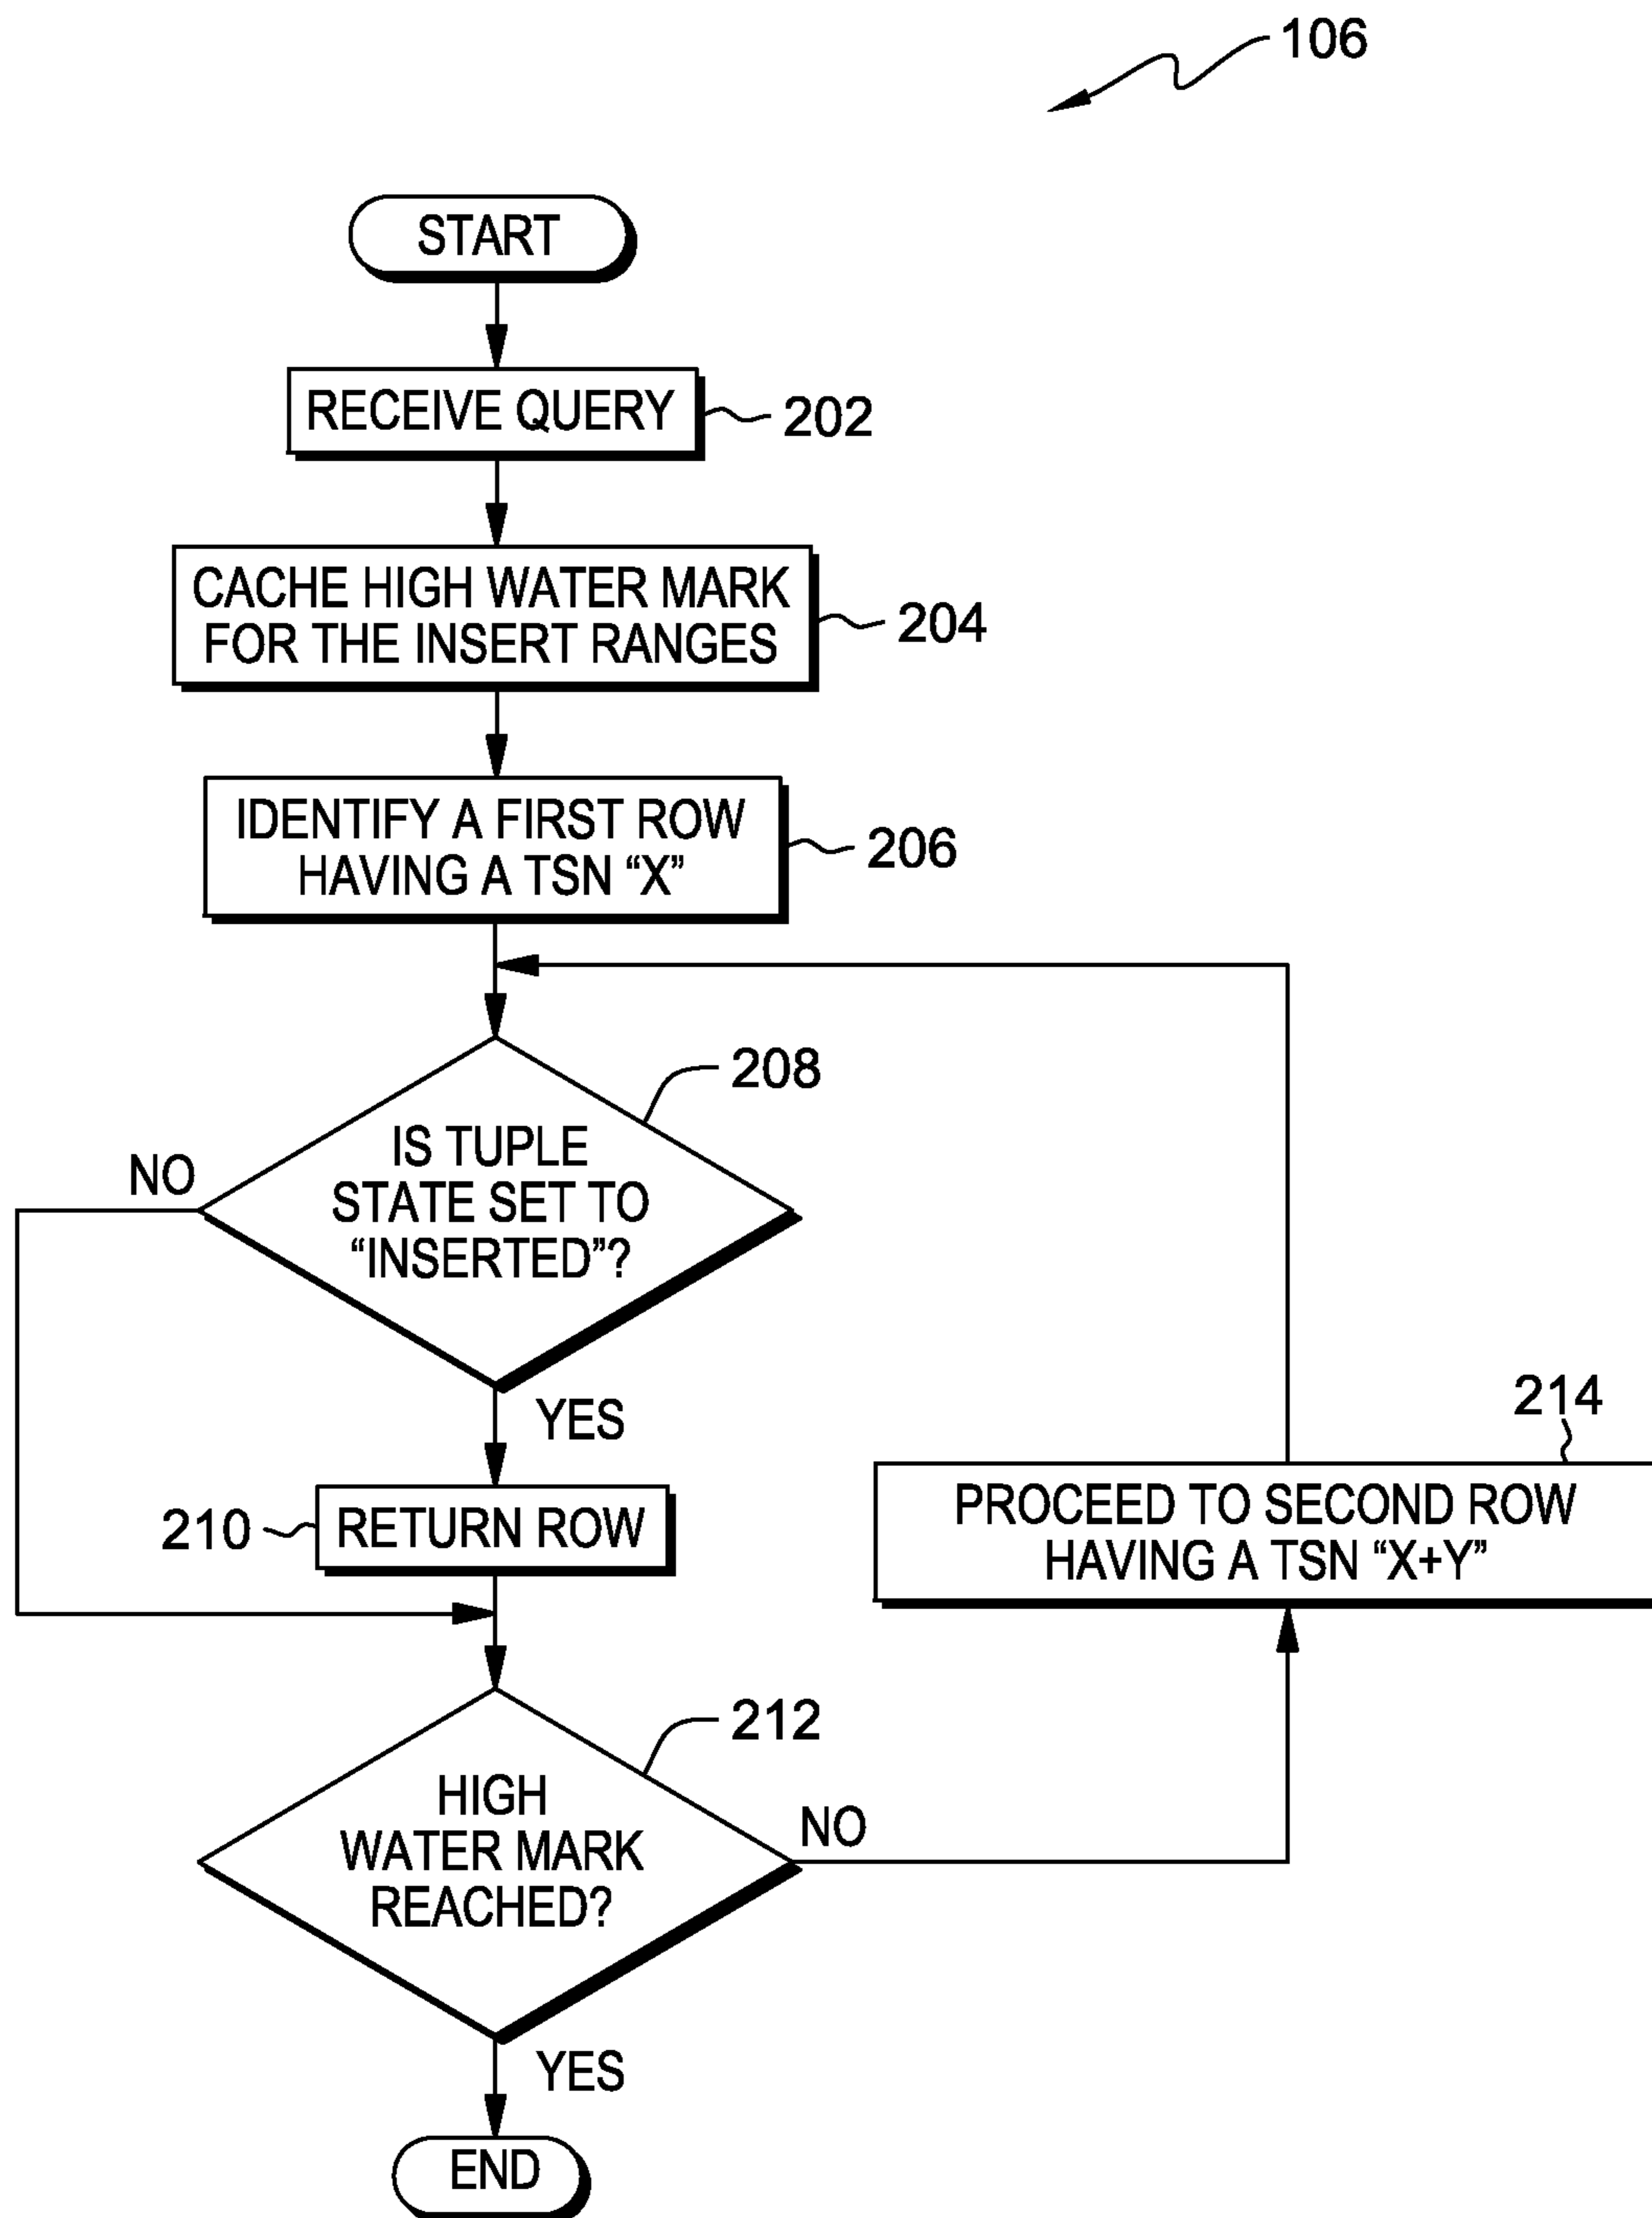 106
START
RECEIVE QUERY
202
CACHE HIGH WATER MARK
FOR THE INSERT RANGES
204
IDENTIFY A FIRST ROW
HAVING A TSN “X”
206
208
IS TUPLE
STATE SET TO
“INSERTED”?
NO
YES
210
RETURN ROW
214
PROCEED TO SECOND ROW
HAVING A TSN “X+Y”
212
HIGH
WATER MARK
REACHED?
NO
YES
END